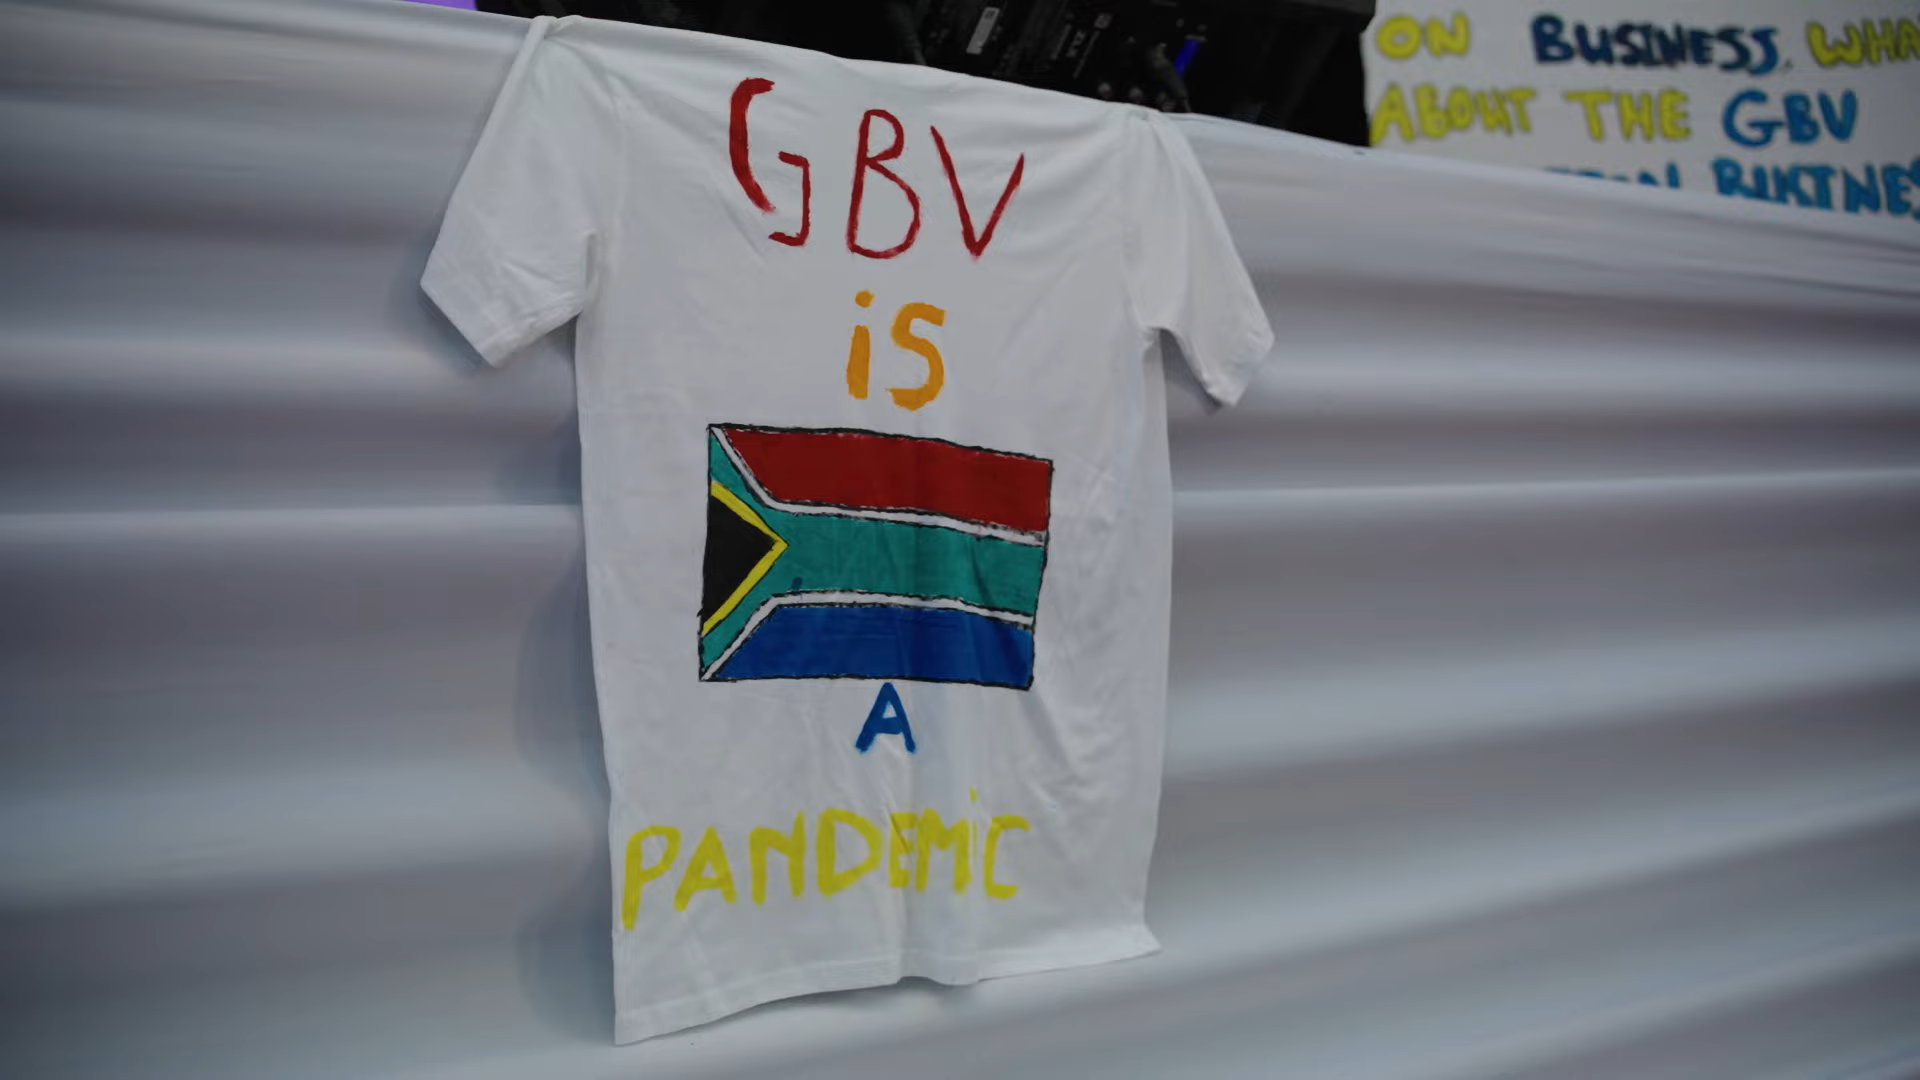 GBV
iS
A
PANDEMiC
ON BUSINESS. WHA
ABOUT THE GBV